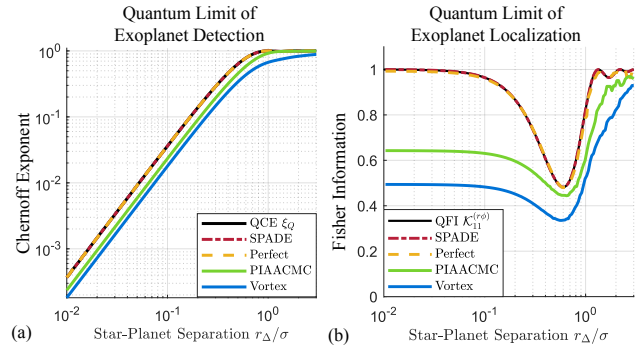 Quantum Limit of
Exoplanet Detection
Chernoff Exponent
10^0
10^-1
10^-2
10^-3
QCE ξ_Q
SPADE
Perfect
PIAACMC
Vortex
10^-2
10^-1
10^0
(a)
Star-Planet Separation r_Δ/σ
Quantum Limit of
Exoplanet Localization
Fisher Information
1
0.8
0.6
0.4
0.2
0
QFI 𝒦_11^(rϕ)
SPADE
Perfect
PIAACMC
Vortex
10^-2
10^-1
10^0
(b)
Star-Planet Separation r_Δ/σ